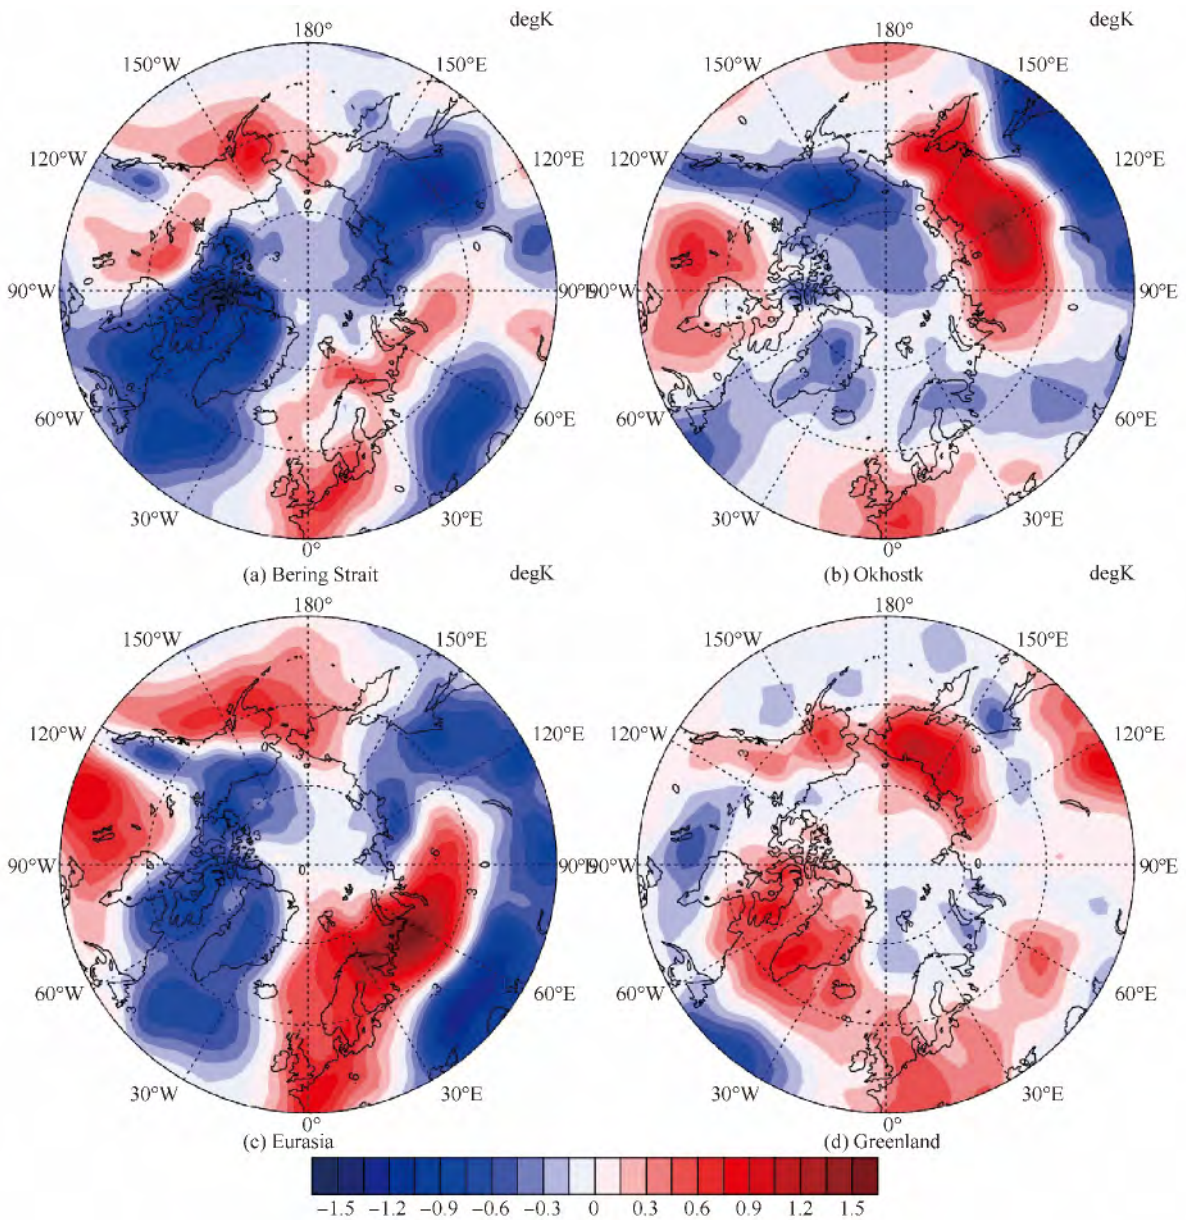 degK degK
180° 180°
150°W 150°E 150°W 150°E
120°W 120°E 120°W 120°E
90°W 90°E 90°W 90°E
60°W 60°E 60°W 60°E
30°W 30°E 30°W 30°E
0° 0°
(a) Bering Strait (b) Okhostk
degK degK
180° 180°
150°W 150°E 150°W 150°E
120°W 120°E 120°W 120°E
90°W 90°E 90°W 90°E
60°W 60°E 60°W 60°E
30°W 30°E 30°W 30°E
0° 0°
(c) Eurasia (d) Greenland
−1.5 −1.2 −0.9 −0.6 −0.3 0 0.3 0.6 0.9 1.2 1.5